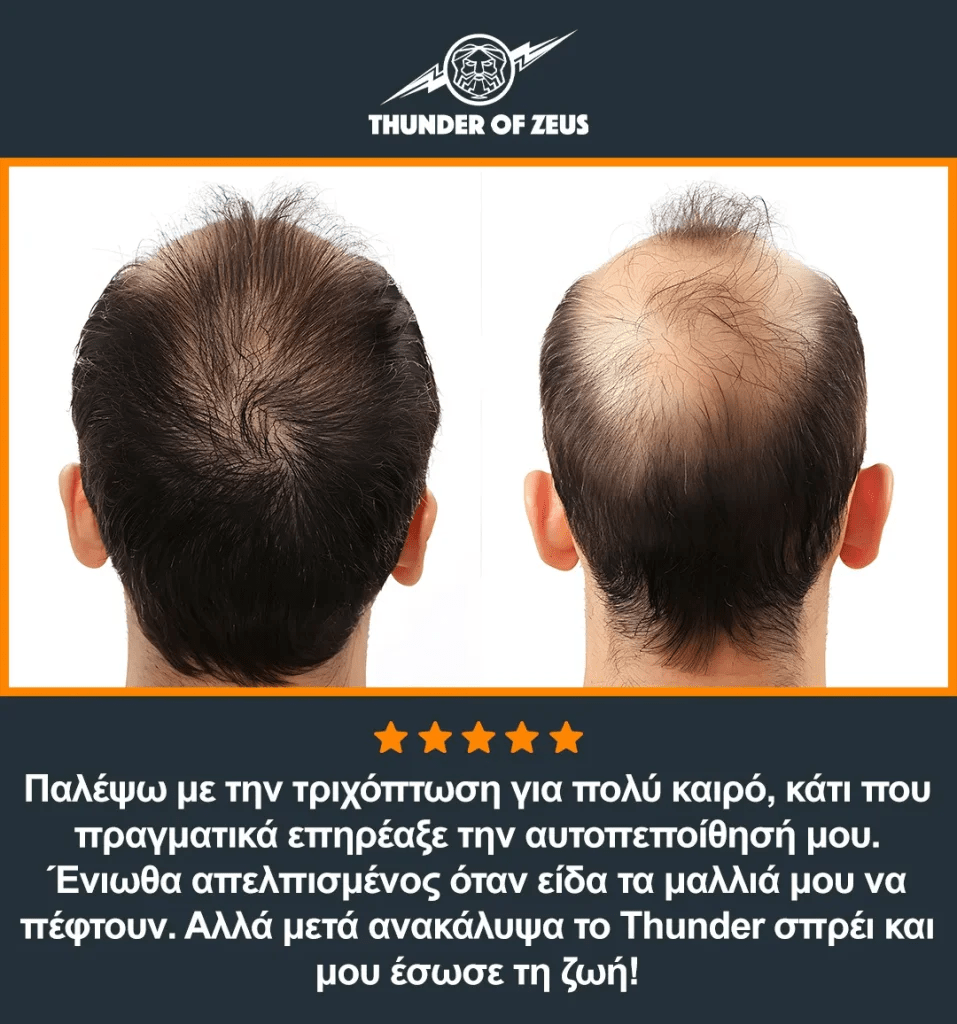 THUNDER OF ZEUS
Παλέψω με την τριχόπτωση για πολύ καιρό, κάτι που
πραγματικά επηρέαξε την αυτοπεποίθησή μου.
Ένιωθα απελπισμένος όταν είδα τα μαλλιά μου να
πέφτουν. Αλλά μετά ανακάλυψα το Thunder σπρέι και
μου έσωσε τη ζωή!